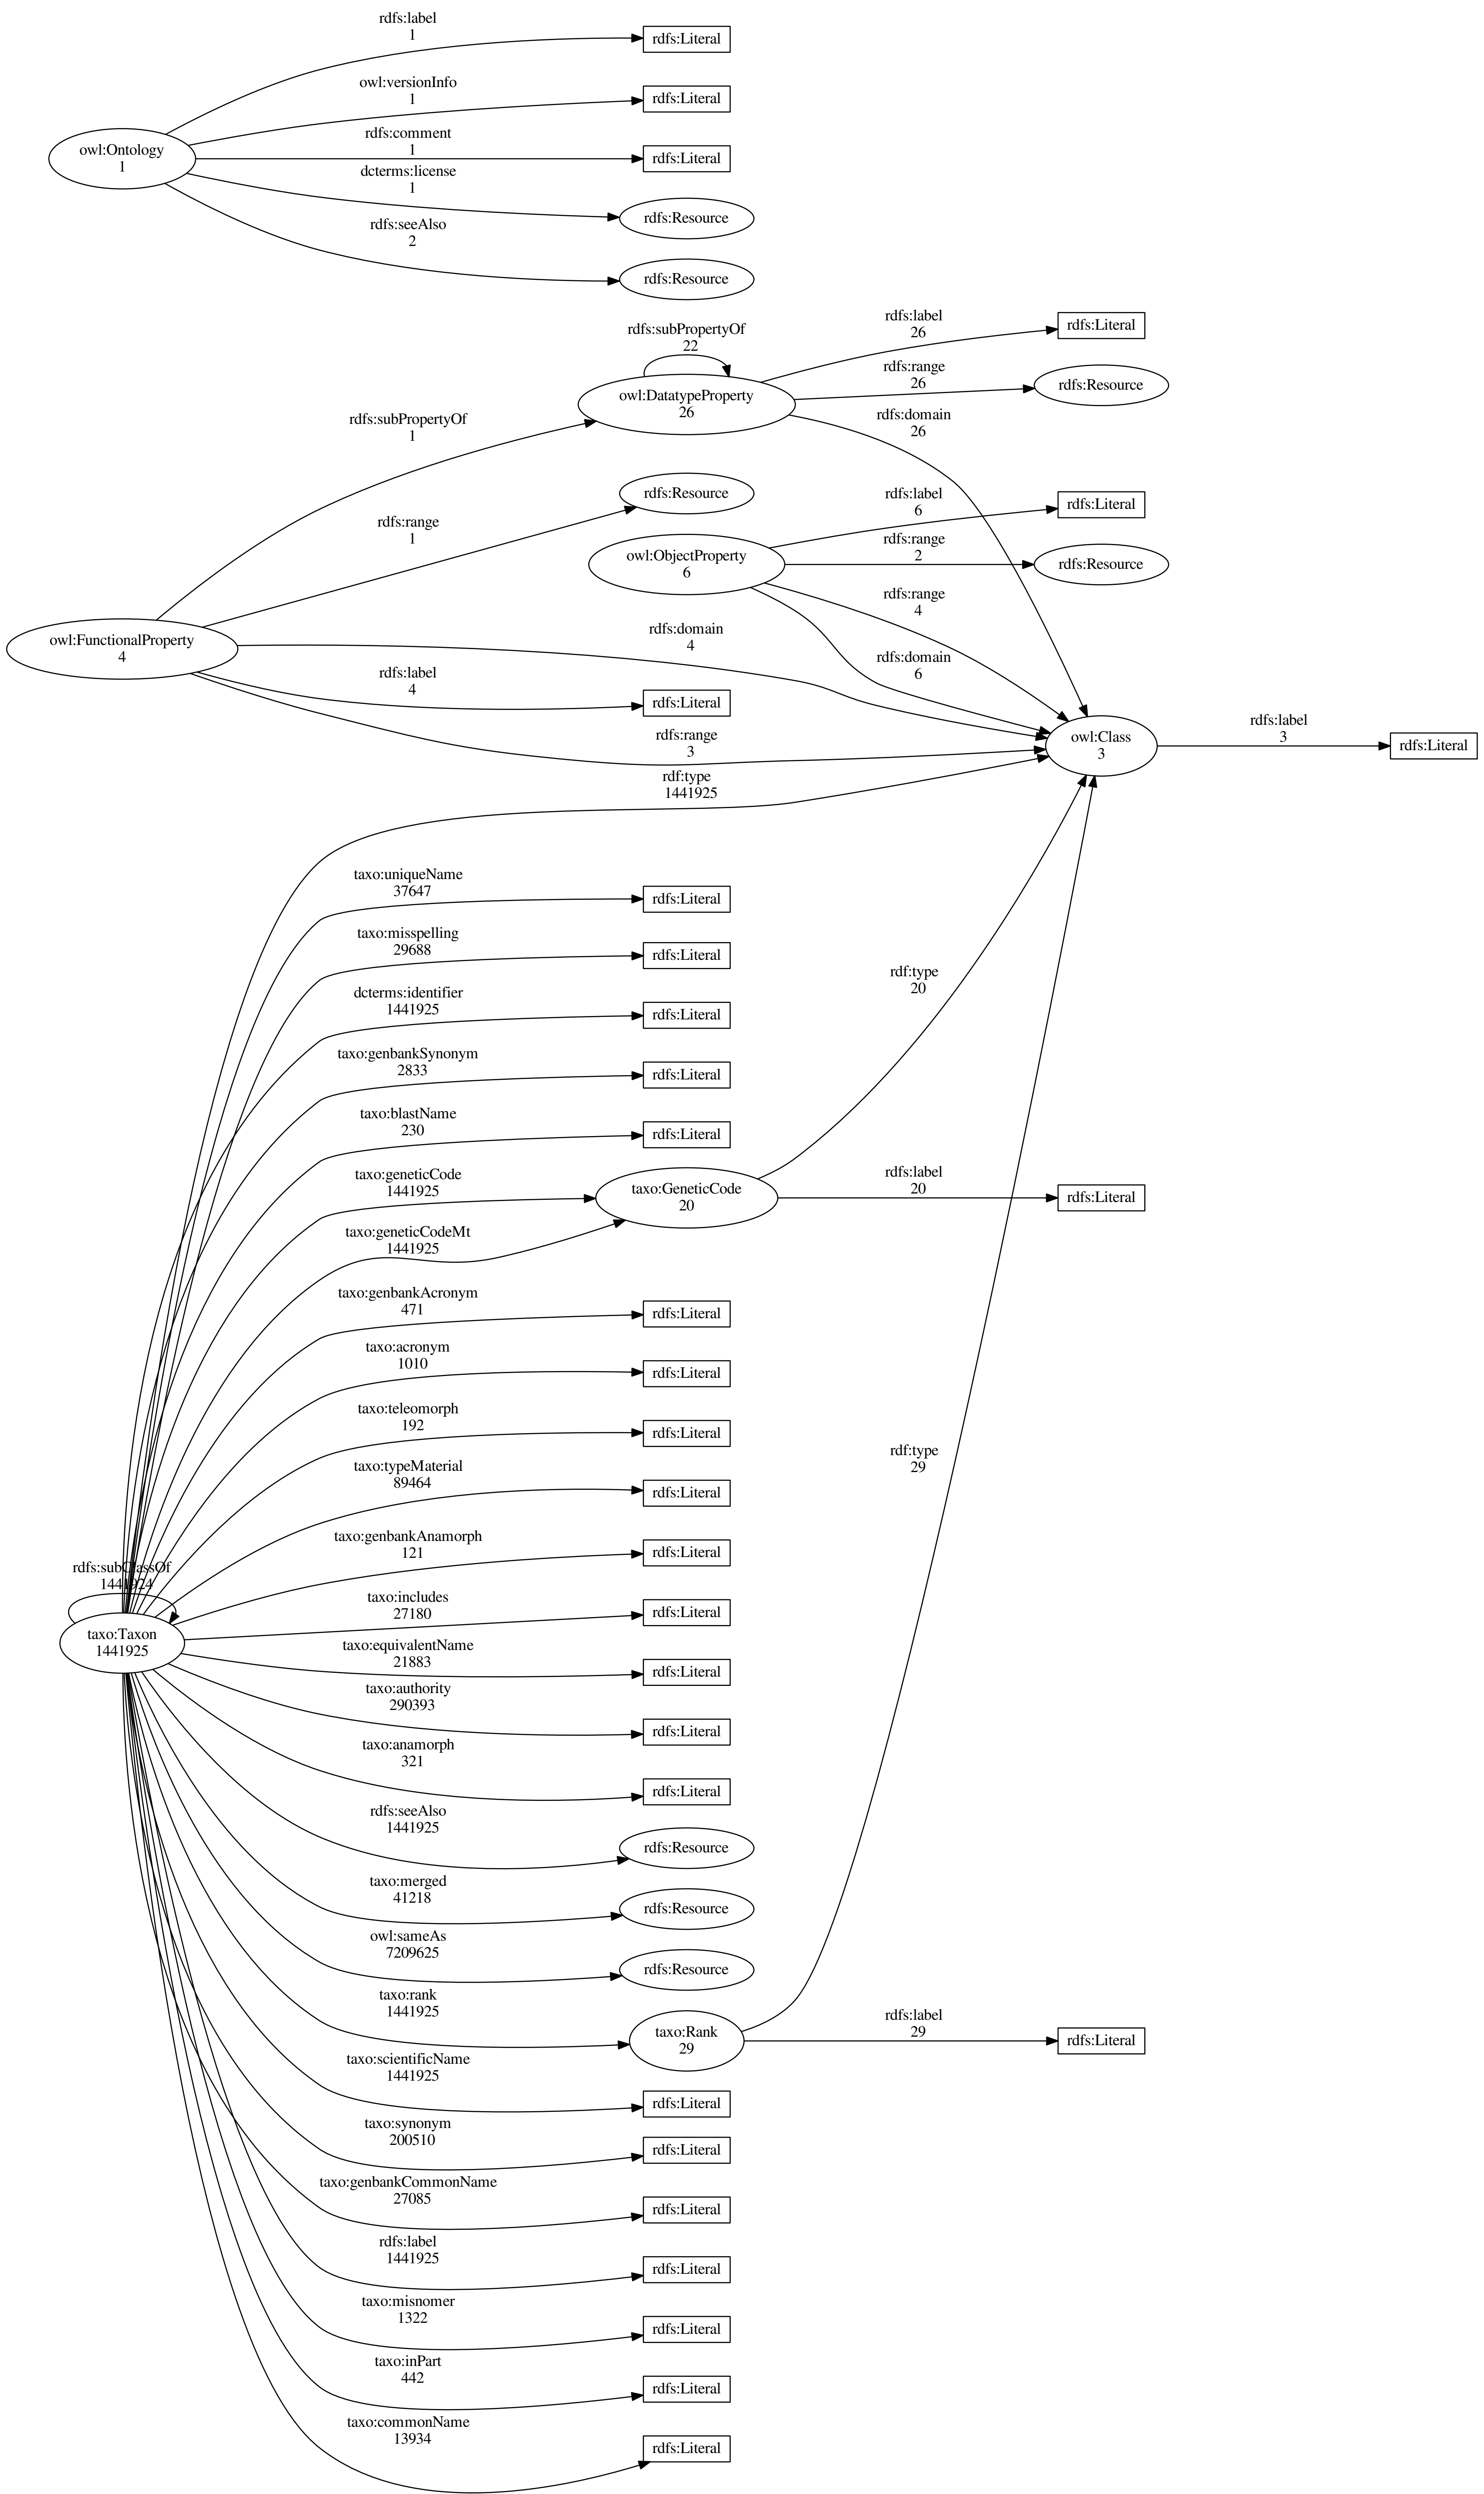 rdfs:label
1
rdfs:Literal
owl:versionInfo
1
rdfs:Literal
owl:Ontology
1
rdfs:comment
1
rdfs:Literal
dcterms:license
1
rdfs:Resource
rdfs:seeAlso
2
rdfs:Resource
rdfs:subPropertyOf
22
owl:DatatypeProperty
26
rdfs:label
26
rdfs:Literal
rdfs:range
26
rdfs:Resource
rdfs:domain
26
rdfs:subPropertyOf
1
rdfs:Resource
rdfs:range
1
owl:ObjectProperty
6
rdfs:label
6
rdfs:Literal
rdfs:range
2
rdfs:Resource
rdfs:range
4
rdfs:domain
6
owl:FunctionalProperty
4
rdfs:domain
4
rdfs:label
4
rdfs:Literal
rdfs:range
3
owl:Class
3
rdfs:label
3
rdfs:Literal
rdf:type
1441925
taxo:uniqueName
37647
rdfs:Literal
taxo:misspelling
29688
rdfs:Literal
dcterms:identifier
1441925
rdfs:Literal
rdf:type
20
taxo:genbankSynonym
2833
rdfs:Literal
taxo:blastName
230
rdfs:Literal
taxo:geneticCode
1441925
taxo:GeneticCode
20
rdfs:label
20
rdfs:Literal
taxo:geneticCodeMt
1441925
taxo:genbankAcronym
471
rdfs:Literal
taxo:acronym
1010
rdfs:Literal
taxo:teleomorph
192
rdfs:Literal
rdf:type
29
taxo:typeMaterial
89464
rdfs:Literal
taxo:genbankAnamorph
121
rdfs:Literal
rdfs:subClassOf
1441924
taxo:Taxon
1441925
taxo:includes
27180
rdfs:Literal
taxo:equivalentName
21883
rdfs:Literal
taxo:authority
290393
rdfs:Literal
taxo:anamorph
321
rdfs:Literal
rdfs:seeAlso
1441925
rdfs:Resource
taxo:merged
41218
rdfs:Resource
owl:sameAs
7209625
rdfs:Resource
taxo:rank
1441925
taxo:Rank
29
rdfs:label
29
rdfs:Literal
taxo:scientificName
1441925
rdfs:Literal
taxo:synonym
200510
rdfs:Literal
taxo:genbankCommonName
27085
rdfs:Literal
rdfs:label
1441925
rdfs:Literal
taxo:misnomer
1322
rdfs:Literal
taxo:inPart
442
rdfs:Literal
taxo:commonName
13934
rdfs:Literal